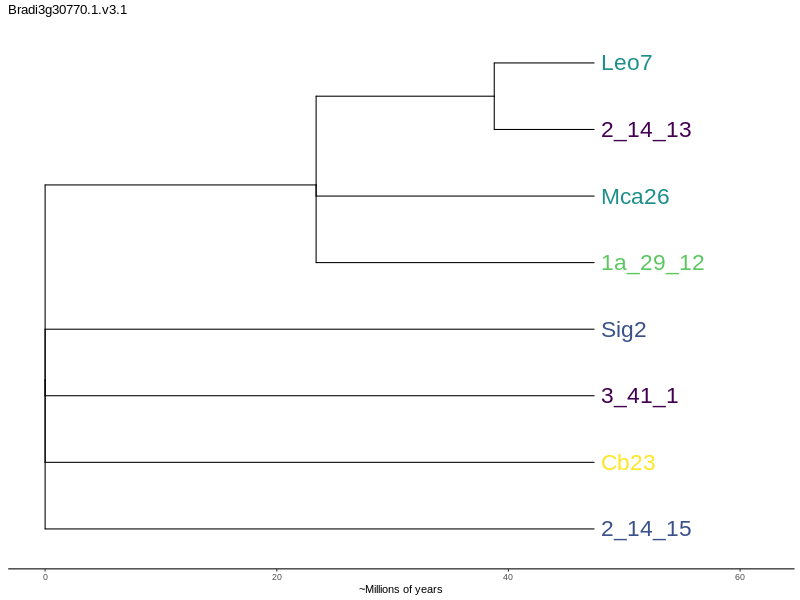 Bradi3g30770.1.v3.1
Leo7
2_14_13
Mca26
1a_29_12
Sig2
3_41_1
Cb23
2_14_15
0 20 40 60
~Millions of years